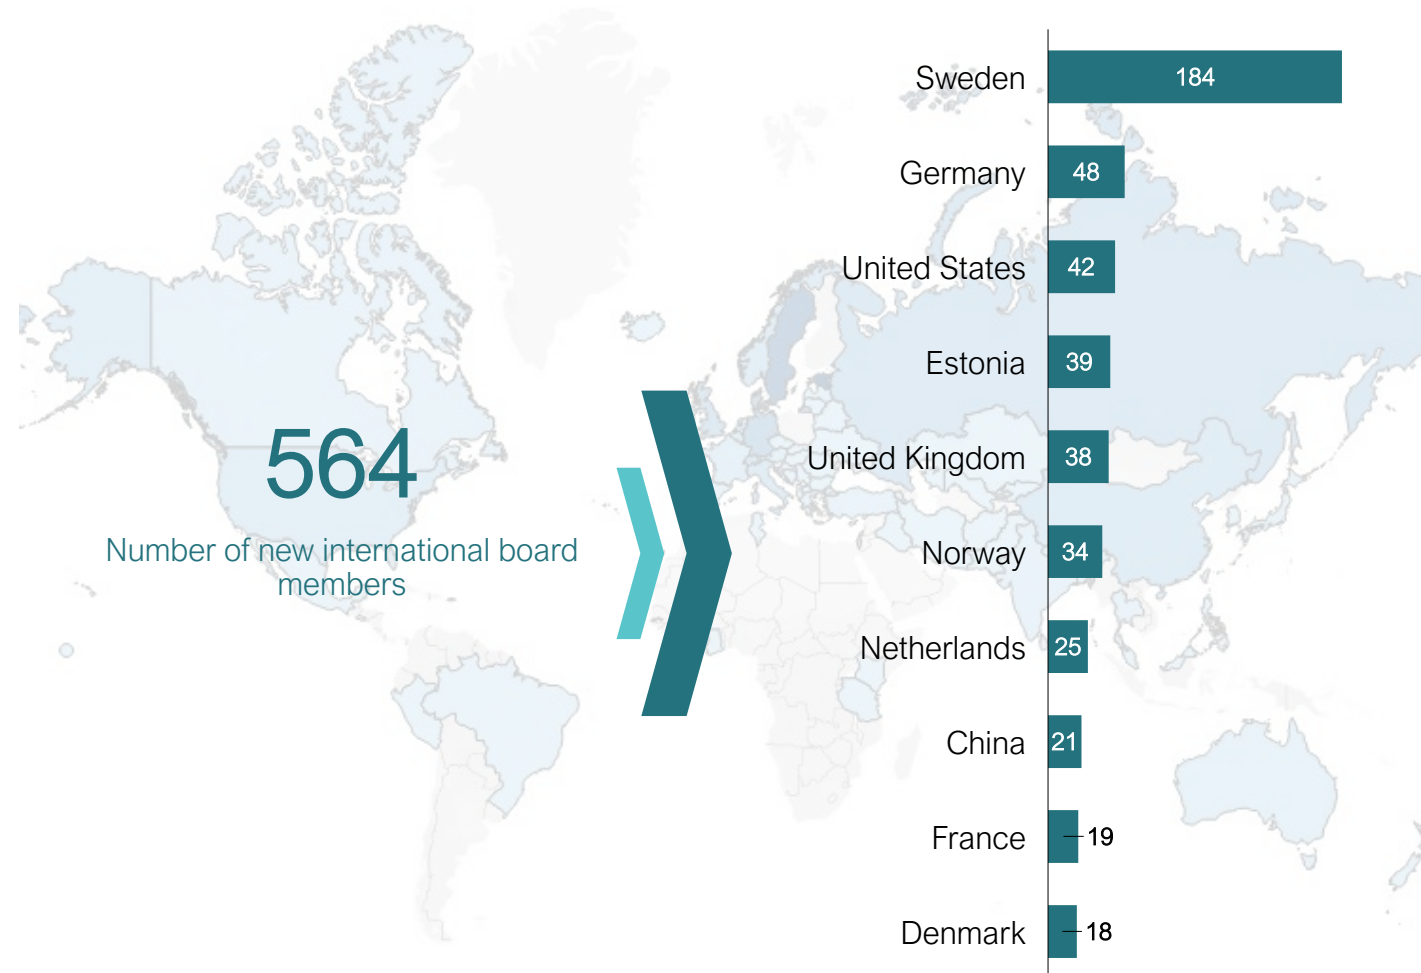 564
Number of new international board
members
Sweden 184
Germany 48
United States 42
Estonia 39
United Kingdom 38
Norway 34
Netherlands 25
China 21
France 19
Denmark 18